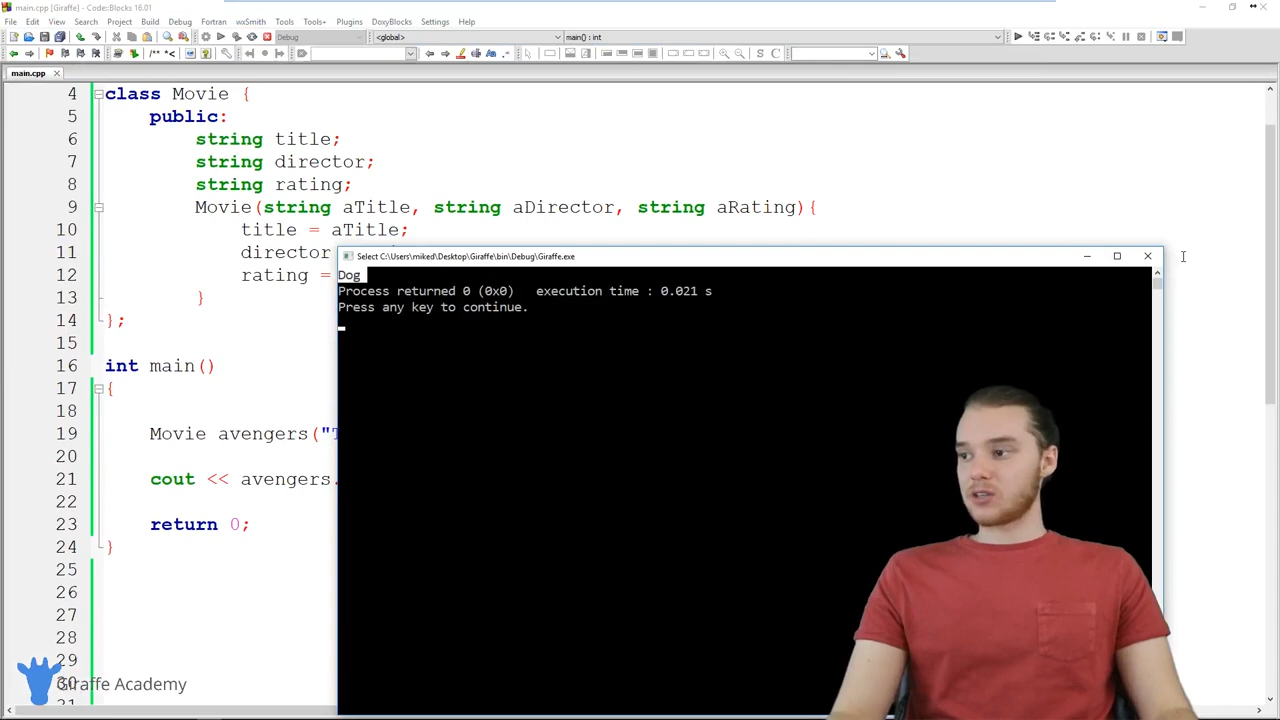 main.cpp [Giraffe] - Code::Blocks 16.01
File Edit View Search Project Build Debug Fortran wxSmith Tools Tools+ Plugins DoxyBlocks Settings Help
Debug <global> main() : int
/** *<
S C
main.cpp
4 class Movie {
5 public:
6 string title;
7 string director;
8 string rating;
9 Movie(string aTitle, string aDirector, string aRating){
10 title = aTitle;
11 director
12 rating =
13 }
14 };
15
16 int main()
17 {
18
19 Movie avengers("T
20
21 cout << avengers.
22
23 return 0;
24 }
25
26
27
28
29
30
Select C:\Users\miked\Desktop\Giraffe\bin\Debug\Giraffe.exe
Dog
Process returned 0 (0x0) execution time : 0.021 s
Press any key to continue.
Giraffe Academy